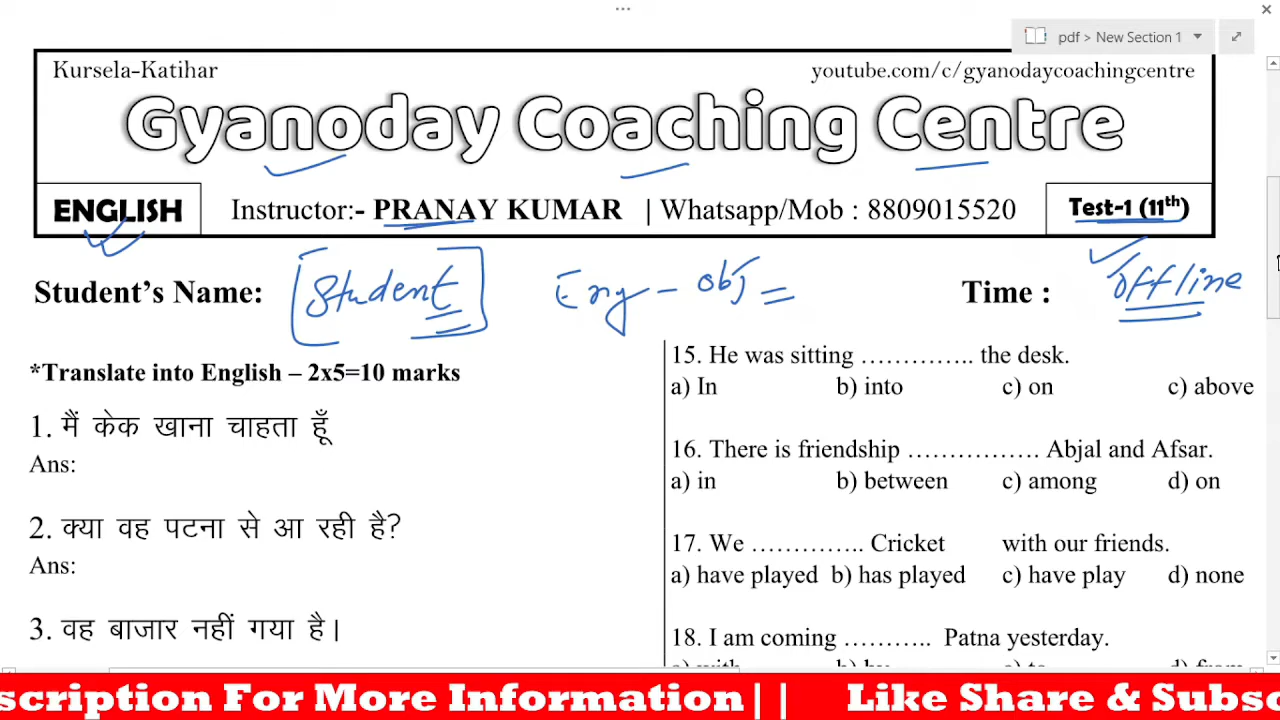 pdf > New Section 1
Kursela-Katihar
youtube.com/c/gyanodaycoachingcentre
Gyanoday Coaching Centre
ENGLISH
Instructor:- PRANAY KUMAR | Whatsapp/Mob : 8809015520
Test-1 (11th)
Student's Name: [Student] Eng - obj =
Time : offline
*Translate into English – 2x5=10 marks
1. मैं केक खाना चाहता हूँ
Ans:
2. क्या वह पटना से आ रही है?
Ans:
3. वह बाजार नहीं गया है।
15. He was sitting ………….. the desk.
a) In b) into c) on c) above
16. There is friendship ……………. Abjal and Afsar.
a) in b) between c) among d) on
17. We ………….. Cricket with our friends.
a) have played b) has played c) have play d) none
18. I am coming ……….. Patna yesterday.
a) with b) by c) to d) from
scription For More Information|| Like Share & Subsc